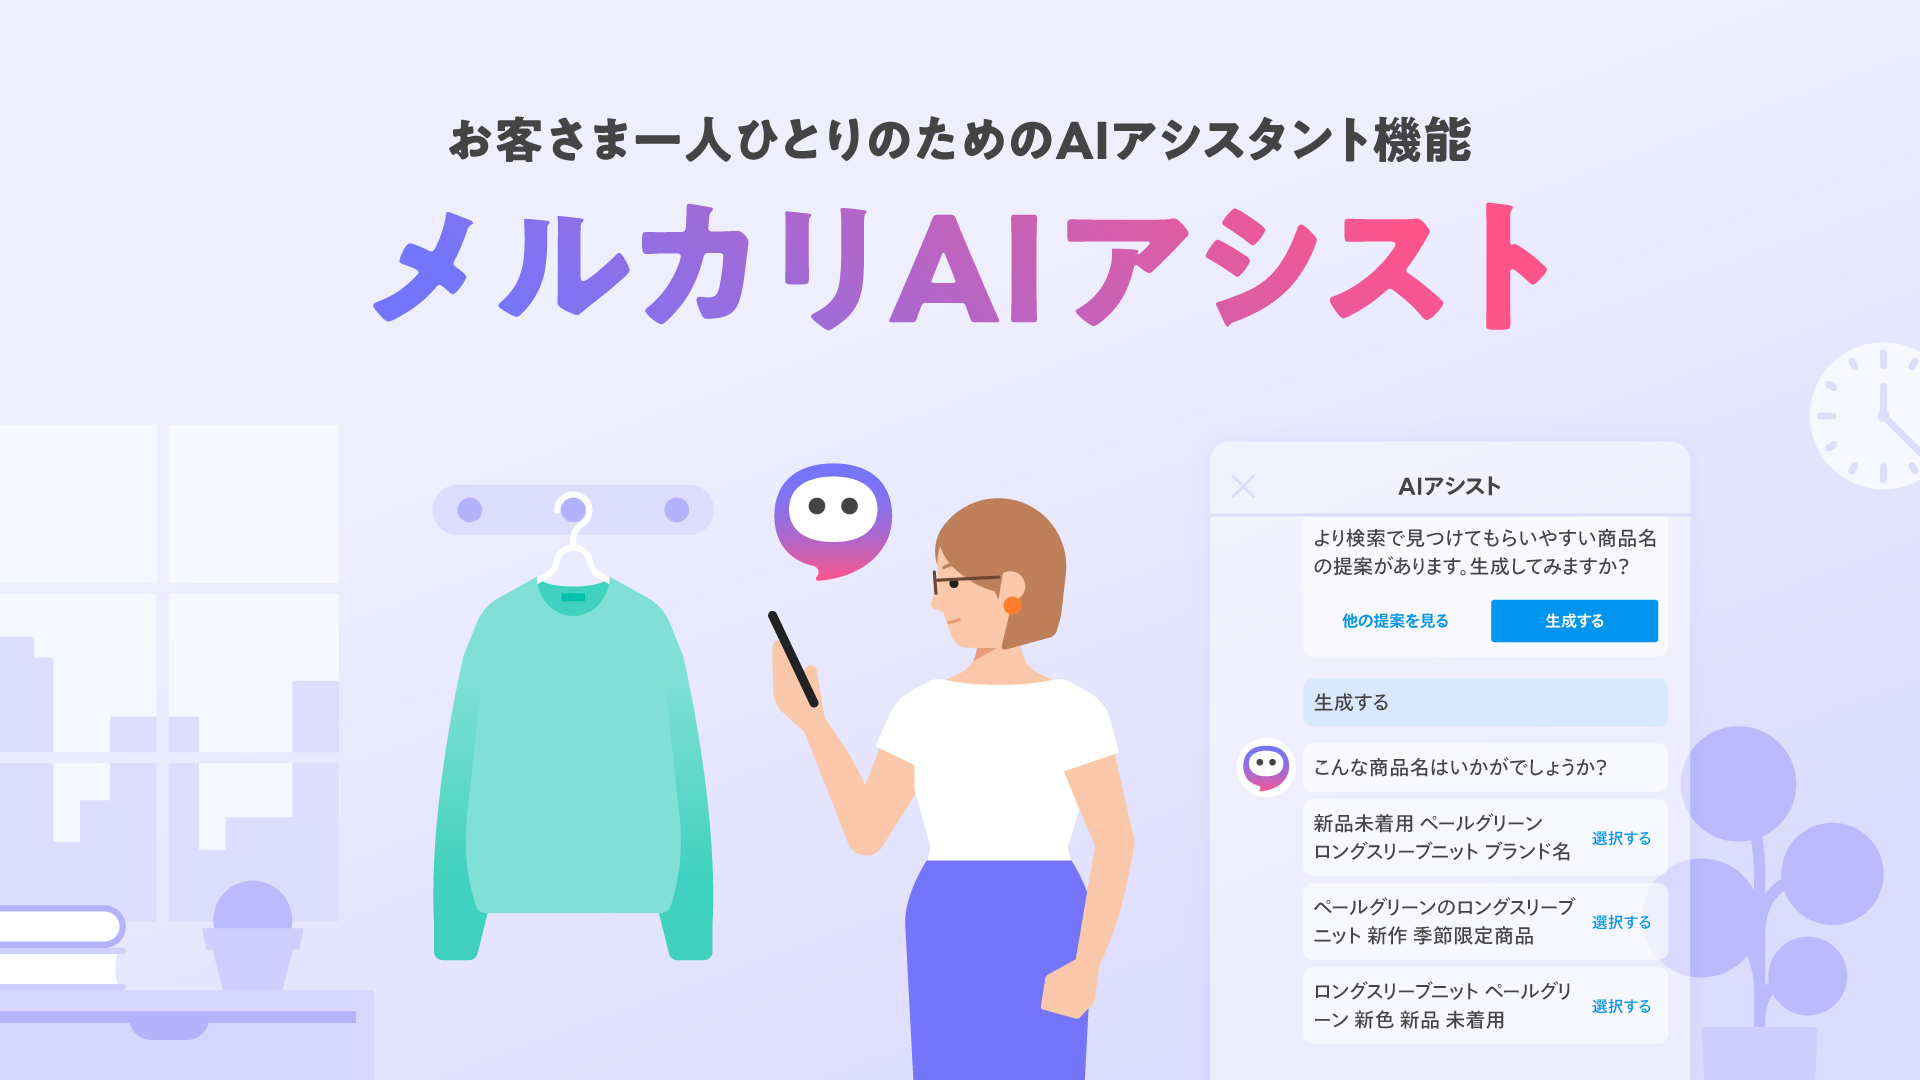 お客さま一人ひとりのためのAIアシスタント機能
メルカリAIアシスト
AIアシスト
より検索で見つけてもらいやすい商品名
の提案があります。生成してみますか？
他の提案を見る
生成する
生成する
こんな商品名はいかがでしょうか？
新品未着用 ペールグリーン
ロングスリーブニット ブランド名
選択する
ペールグリーンのロングスリーブ
ニット 新作 季節限定商品
選択する
ロングスリーブニット ペールグリ
ーン 新色 新品 未着用
選択する